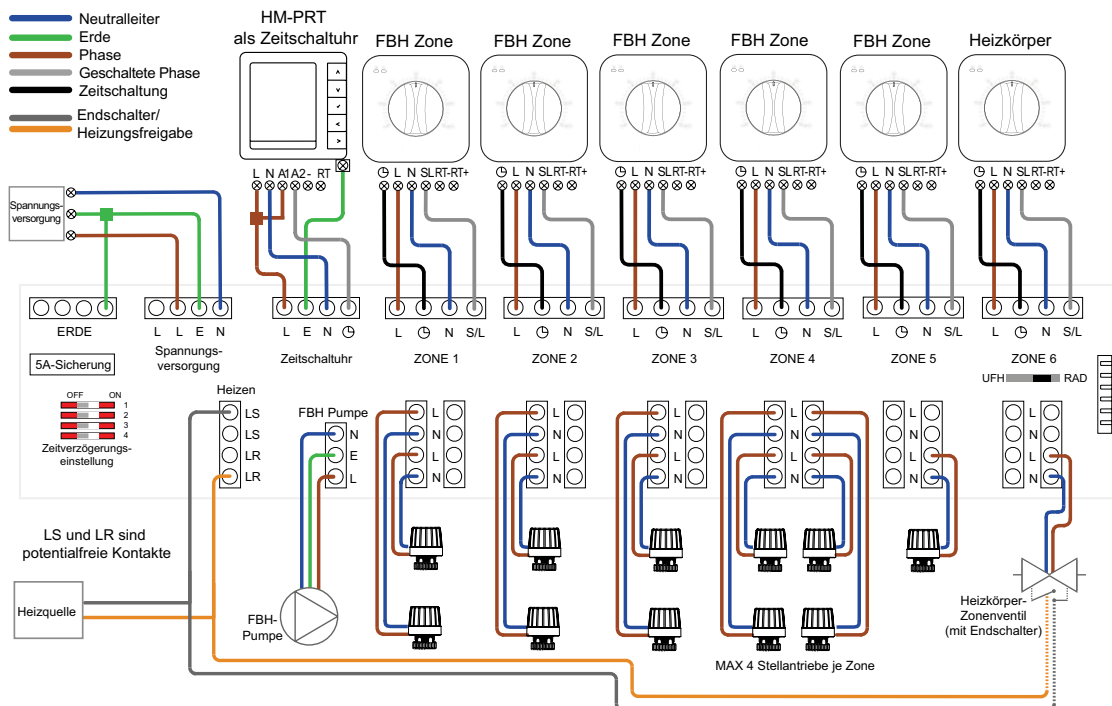 Neutralleiter
Erde
Phase
Geschaltete Phase
Zeitschaltung
Endschalter/
Heizungsfreigabe
HM-PRT
als Zeitschaltuhr
FBH Zone
FBH Zone
FBH Zone
FBH Zone
FBH Zone
Heizkörper
L N A1 A2 - RT
L N SL RT- RT+
L N SL RT- RT+
L N SL RT- RT+
L N SL RT- RT+
L N SL RT- RT+
L N SL RT- RT+
Spannungs-
versorgung
ERDE
L L E N
Spannungs-
versorgung
L E N
Zeitschaltuhr
L N S/L
ZONE 1
L N S/L
ZONE 2
L N S/L
ZONE 3
L N S/L
ZONE 4
L N S/L
ZONE 5
L N S/L
ZONE 6
UFH RAD
5A-Sicherung
OFF ON
1
2
3
4
Zeitverzögerungs-
einstellung
Heizen
LS
LS
LR
LR
FBH Pumpe
N
E
L
L
N
L
N
L
N
L
N
L
N
L
N
L
N
L
N
L
N
L
N
L
N
L
N
LS und LR sind
potentialfreie Kontakte
Heizquelle
FBH-
Pumpe
MAX 4 Stellantriebe je Zone
Heizkörper-
Zonenventil
(mit Endschalter)